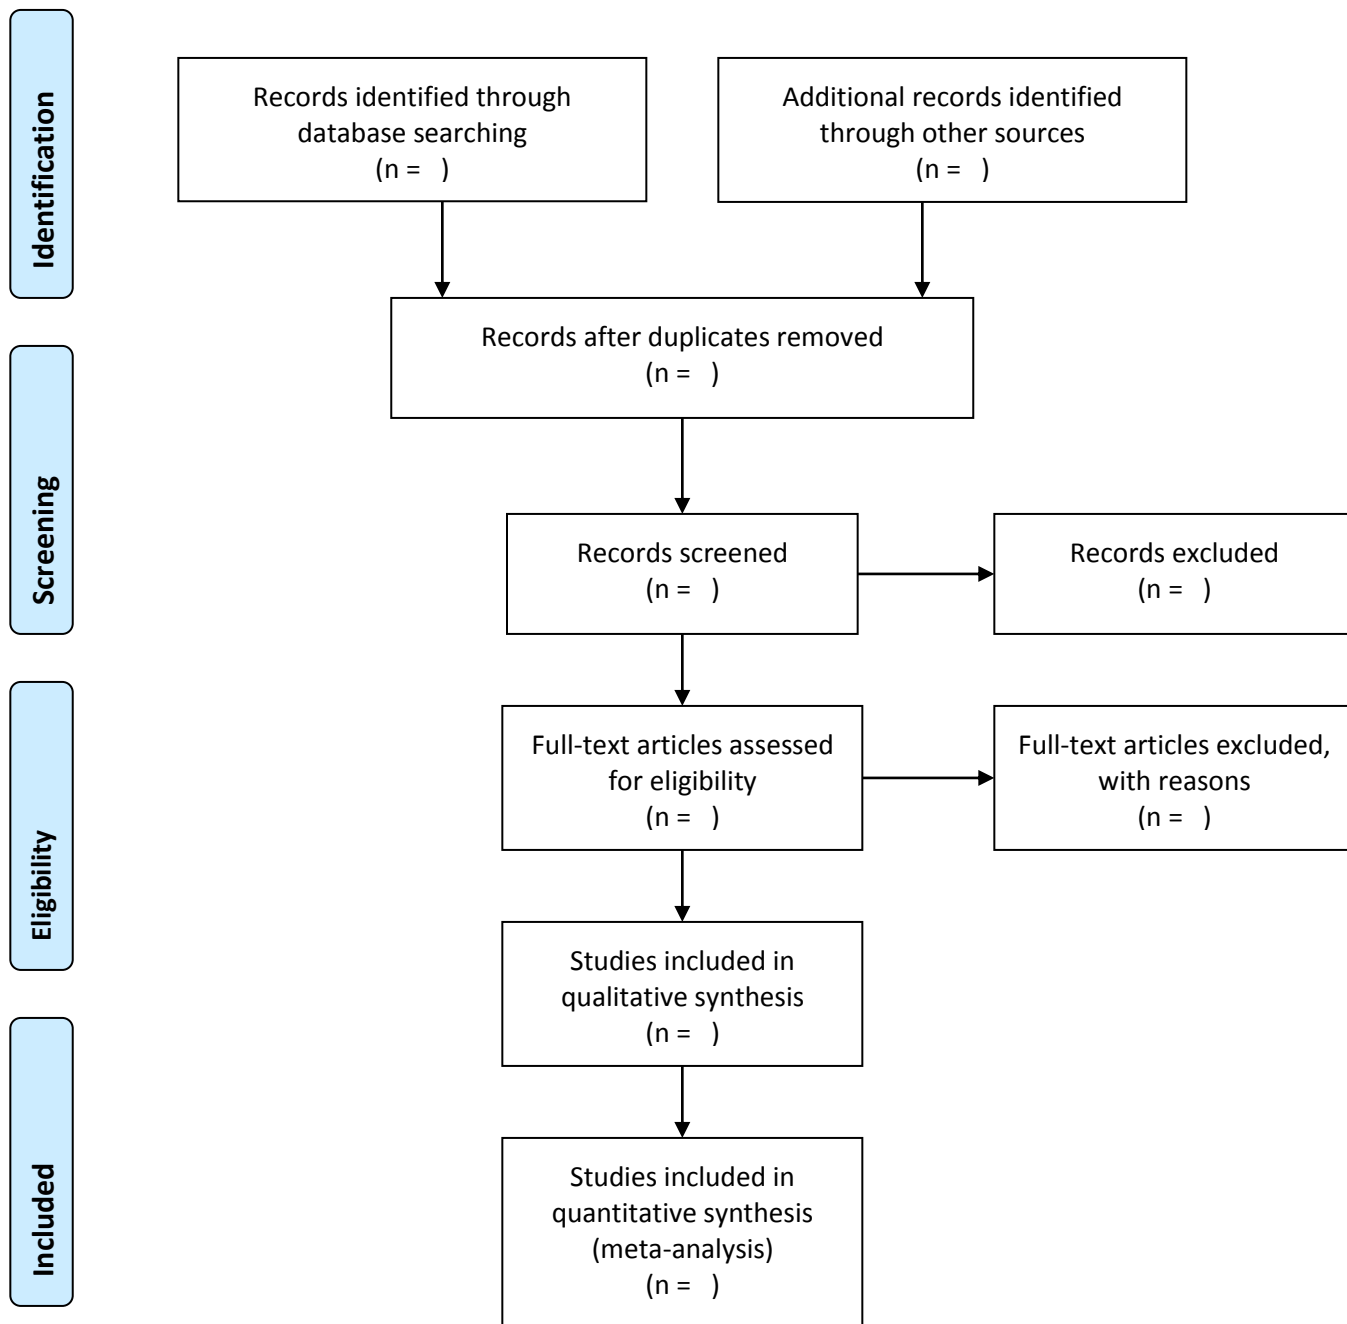 Identification
Records identified through
database searching
(n =   )
Additional records identified
through other sources
(n =   )
Records after duplicates removed
(n =   )
Screening
Records screened
(n =   )
Records excluded
(n =   )
Eligibility
Full-text articles assessed
for eligibility
(n =   )
Full-text articles excluded,
with reasons
(n =   )
Studies included in
qualitative synthesis
(n =   )
Included
Studies included in
quantitative synthesis
(meta-analysis)
(n =   )